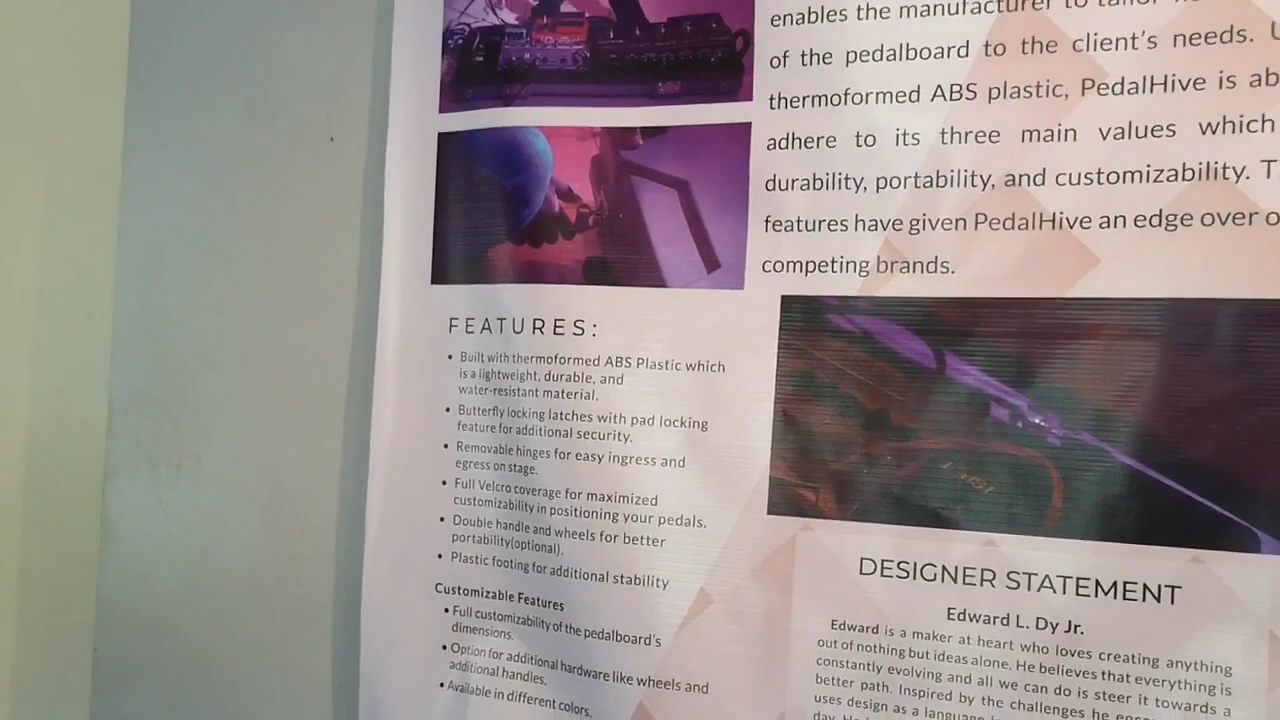 enables the manufacturer to tailor
of the pedalboard to the client's needs.
thermoformed ABS plastic, PedalHive is
adhere to its three main values which
durability, portability, and customizability.
features have given PedalHive an edge over
competing brands.
FEATURES:
• Built with thermoformed ABS Plastic which
is a lightweight, durable, and
water-resistant material.
• Butterfly locking latches with pad locking
feature for additional security.
• Removable hinges for easy ingress and
egress on stage.
• Full Velcro coverage for maximized
customizability in positioning your pedals.
• Double handle and wheels for better
portability(optional).
• Plastic footing for additional stability
Customizable Features
• Full customizability of the pedalboard's
dimensions.
• Option for additional hardware like wheels and
additional handles.
• Available in different colors.
DESIGNER STATEMENT
Edward L. Dy Jr.
Edward is a maker at heart who loves creating anything
out of nothing but ideas alone. He believes that everything is
constantly evolving and all we can do is steer it towards a
better path. Inspired by the challenges he
uses design as a language
day. He